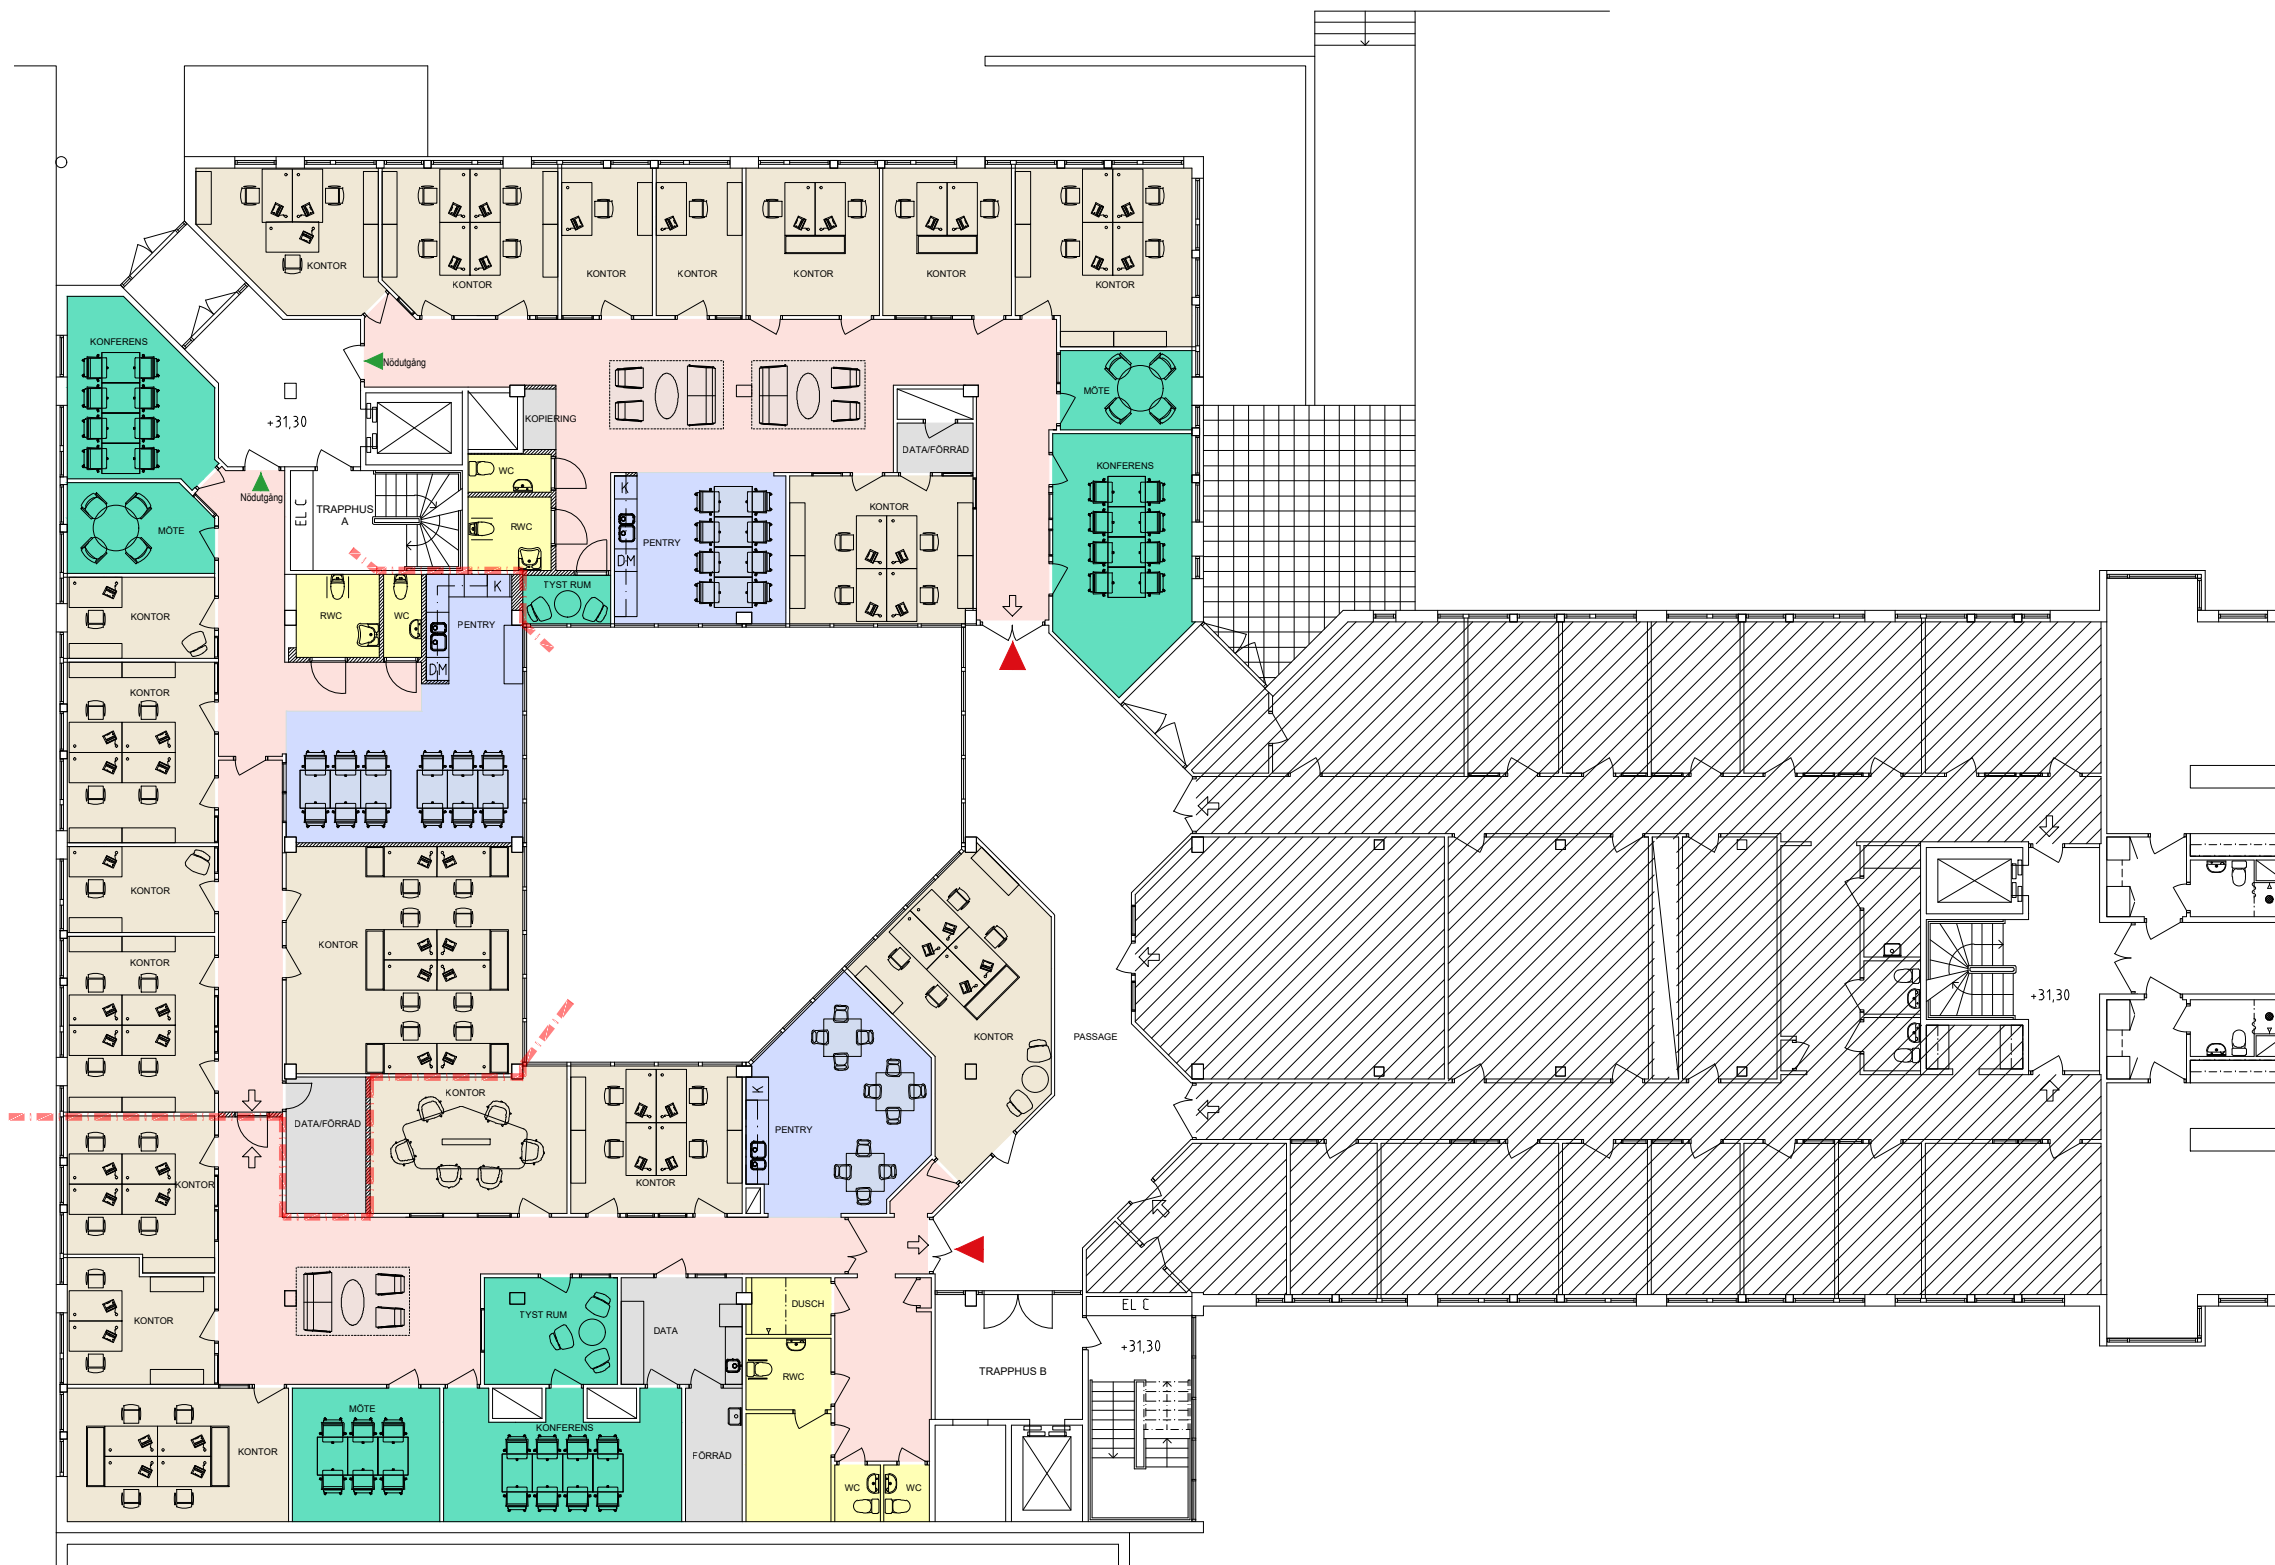 KONTOR
KONTOR
KONTOR
KONTOR
KONTOR
KONTOR
KONTOR
KONFERENS
Nödutgång
MÖTE
+31,30
KOPIERING
DATA/FÖRRÅD
WC
KONFERENS
Nödutgång
EL C
TRAPPHUS
A
K
KONTOR
MÖTE
RWC
PENTRY
DM
TYST RUM
K
KONTOR
RWC
WC
PENTRY
DM
KONTOR
KONTOR
KONTOR
KONTOR
+31,30
KONTOR
PASSAGE
KONTOR
K
DATA/FÖRRÅD
PENTRY
KONTOR
KONTOR
EL C
DUSCH
TYST RUM
KONTOR
DATA
+31,30
TRAPPHUS B
RWC
MÖTE
KONFERENS
KONTOR
FÖRRÅD
WC
WC